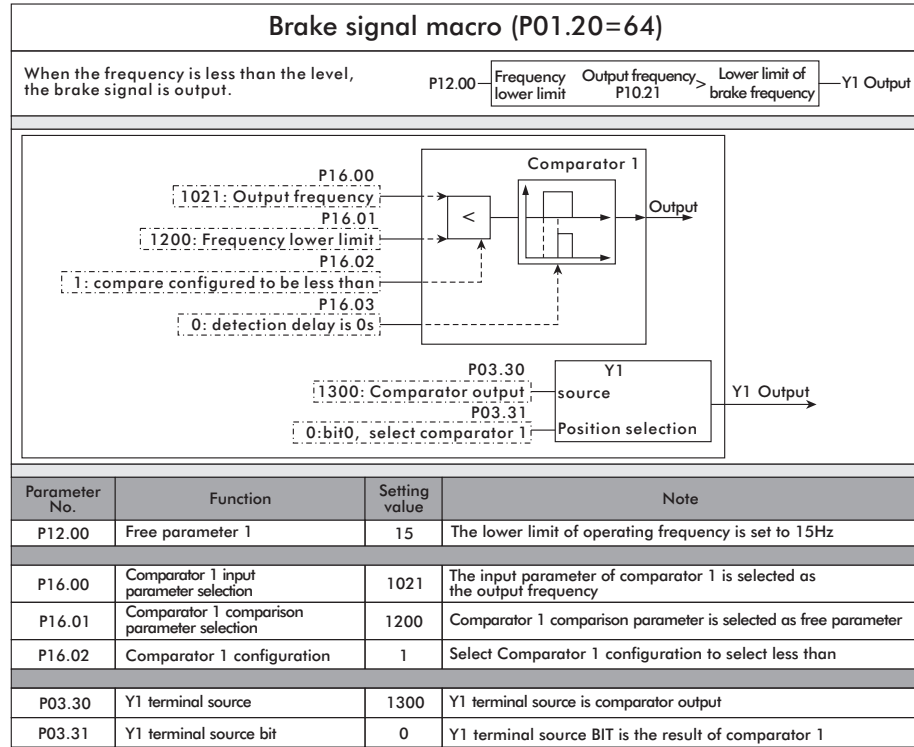 Brake signal macro (P01.20=64)
When the frequency is less than the level,
the brake signal is output.
P12.00
Frequency
lower limit
Output frequency
P10.21
>
Lower limit of
brake frequency
Y1 Output
Comparator 1
P16.00
1021: Output frequency
P16.01
1200: Frequency lower limit
P16.02
1: compare configured to be less than
P16.03
0: detection delay is 0s
<
Output
P03.30
1300: Comparator output
P03.31
0:bit0, select comparator 1
Y1
source
Position selection
Y1 Output
Parameter
No.
Function
Setting
value
Note
P12.00 Free parameter 1 15 The lower limit of operating frequency is set to 15Hz
P16.00 Comparator 1 input
parameter selection 1021 The input parameter of comparator 1 is selected as
the output frequency
P16.01 Comparator 1 comparison
parameter selection 1200 Comparator 1 comparison parameter is selected as free parameter
P16.02 Comparator 1 configuration 1 Select Comparator 1 configuration to select less than
P03.30 Y1 terminal source 1300 Y1 terminal source is comparator output
P03.31 Y1 terminal source bit 0 Y1 terminal source BIT is the result of comparator 1